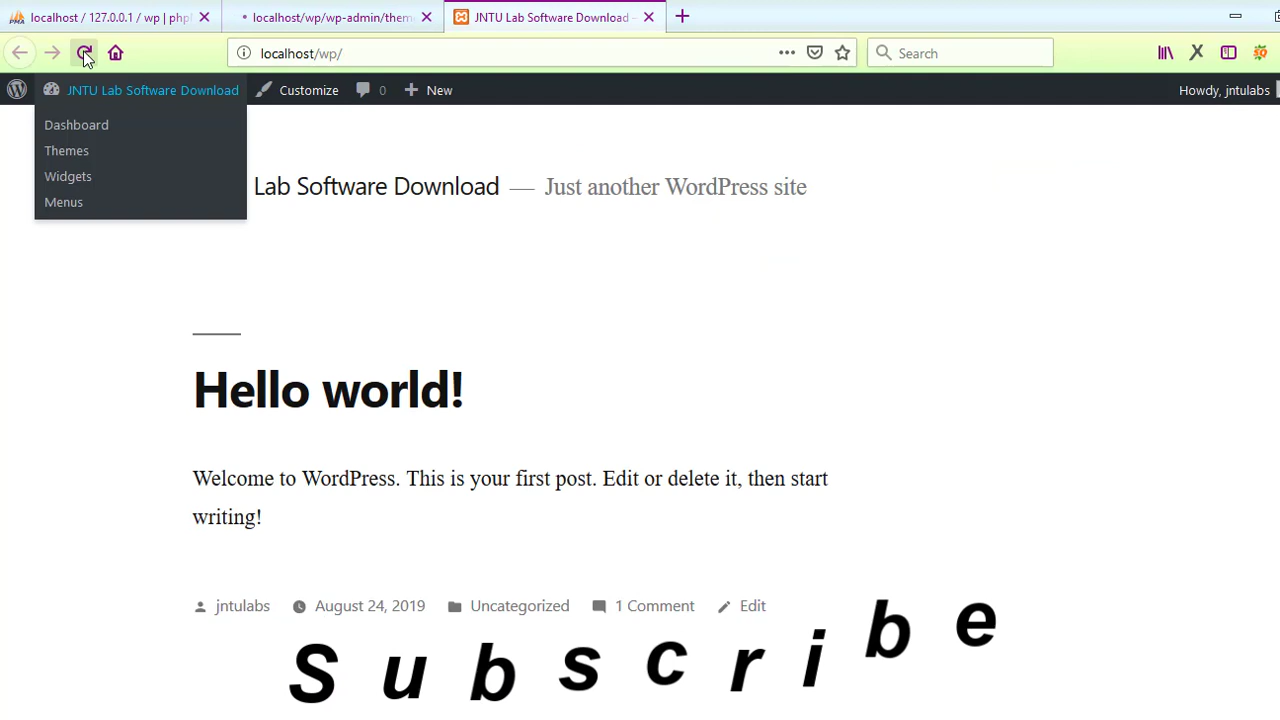 localhost / 127.0.0.1 / wp | php
localhost/wp/wp-admin/them
JNTU Lab Software Download -
localhost/wp/
Search
JNTU Lab Software Download
Customize
0
New
Howdy, jntulabs
Dashboard
Themes
Widgets
Menus
Lab Software Download — Just another WordPress site
Hello world!
Welcome to WordPress. This is your first post. Edit or delete it, then start
writing!
jntulabs
August 24, 2019
Uncategorized
1 Comment
Edit
Subscribe